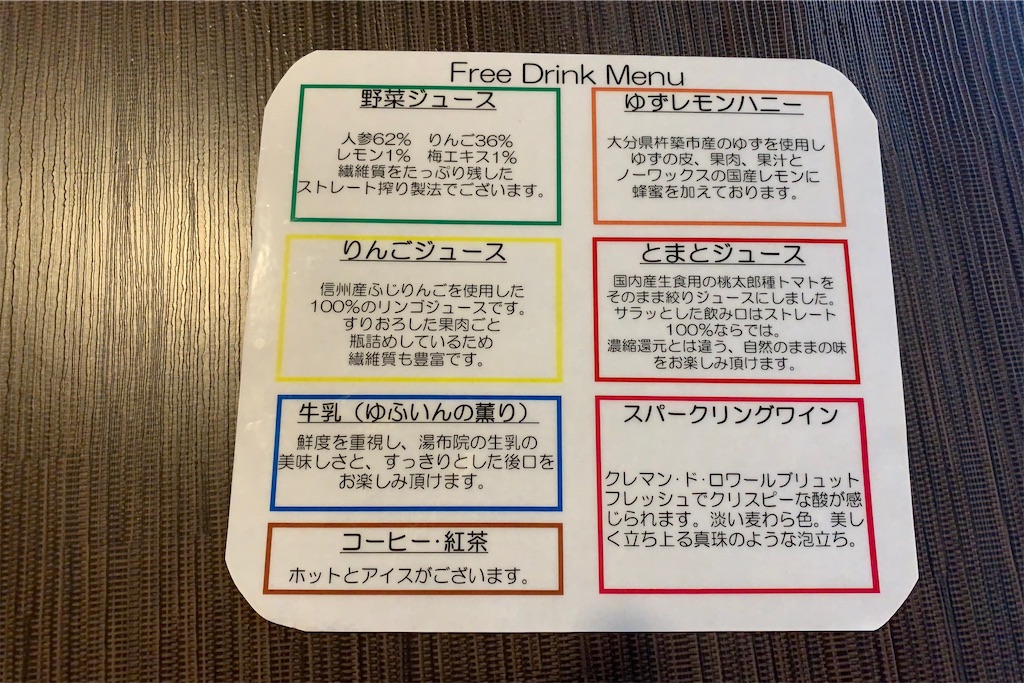 Free Drink Menu
野菜ジュース
人参62%　りんご36%
レモン1%　梅エキス1%
繊維質をたっぷり残した
ストレート搾り製法でございます。
ゆずレモンハニー
大分県杵築市産のゆずを使用し
ゆずの皮、果肉、果汁と
ノーワックスの国産レモンに
蜂蜜を加えております。
りんごジュース
信州産ふじりんごを使用した
100%のリンゴジュースです。
すりおろした果肉ごと
瓶詰めしているため
繊維質も豊富です。
とまとジュース
国内産生食用の桃太郎種トマトを
そのまま絞りジュースにしました。
サラッとした飲み口はストレート
100%ならでは。
濃縮還元とは違う、自然のままの味
をお楽しみ頂けます。
牛乳（ゆふいんの薫り）
鮮度を重視し、湯布院の生乳の
美味しさと、すっきりとした後口を
お楽しみ頂けます。
スパークリングワイン
クレマン・ド・ロワールブリュット
フレッシュでクリスピーな酸が感
じられます。淡い麦わら色。美し
く立ち上る真珠のような泡立ち。
コーヒー・紅茶
ホットとアイスがございます。